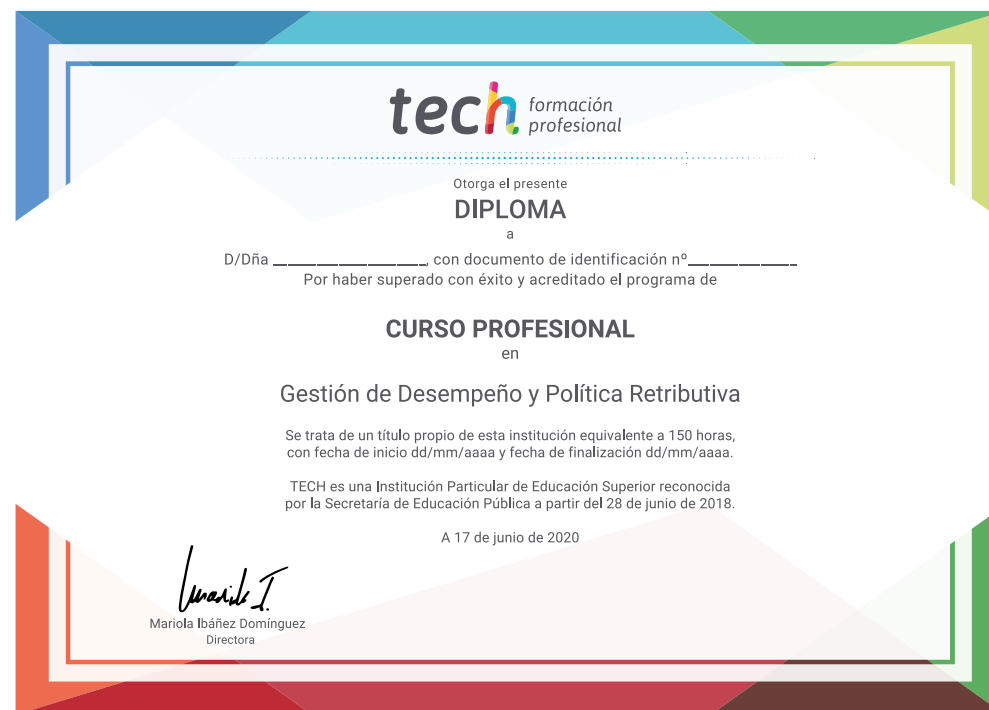 tech formación
profesional
Otorga el presente
DIPLOMA
a
D/Dña ____________________, con documento de identificación nº______________
Por haber superado con éxito y acreditado el programa de
CURSO PROFESIONAL
en
Gestión de Desempeño y Política Retributiva
Se trata de un título propio de esta institución equivalente a 150 horas,
con fecha de inicio dd/mm/aaaa y fecha de finalización dd/mm/aaaa.
TECH es una Institución Particular de Educación Superior reconocida
por la Secretaría de Educación Pública a partir del 28 de junio de 2018.
A 17 de junio de 2020
Mariola Ibáñez Domínguez
Directora